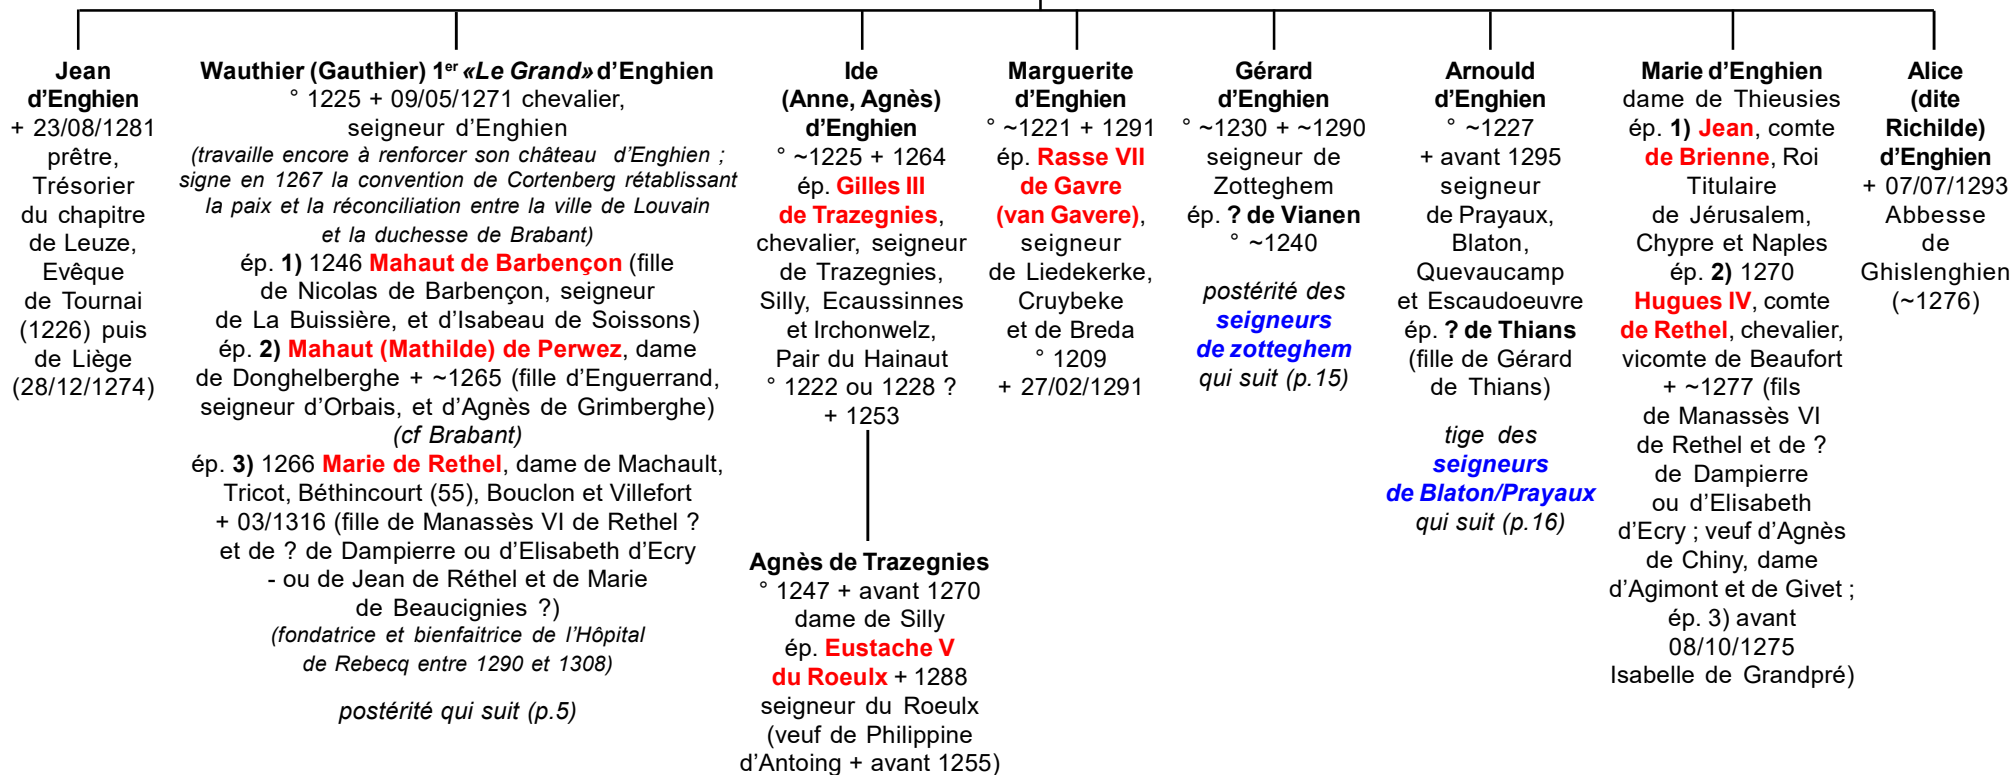 Jean
d’Enghien
+ 23/08/1281
prêtre,
Trésorier
du chapitre
de Leuze,
Evêque
de Tournai
(1226) puis
de Liège
(28/12/1274)
Wauthier (Gauthier) 1er «Le Grand» d’Enghien
° 1225 + 09/05/1271 chevalier,
seigneur d’Enghien
(travaille encore à renforcer son château d’Enghien ;
signe en 1267 la convention de Cortenberg rétablissant
la paix et la réconciliation entre la ville de Louvain
et la duchesse de Brabant)
ép. 1) 1246 Mahaut de Barbençon (fille
de Nicolas de Barbençon, seigneur
de La Buissière, et d’Isabeau de Soissons)
ép. 2) Mahaut (Mathilde) de Perwez, dame
de Donghelberghe + ~1265 (fille d’Enguerrand,
seigneur d’Orbais, et d’Agnès de Grimberghe)
(cf Brabant)
ép. 3) 1266 Marie de Rethel, dame de Machault,
Tricot, Béthincourt (55), Bouclon et Villefort
+ 03/1316 (fille de Manassès VI de Rethel ?
et de ? de Dampierre ou d’Elisabeth d’Ecry
- ou de Jean de Réthel et de Marie
de Beaucignies ?)
(fondatrice et bienfaitrice de l’Hôpital
de Rebecq entre 1290 et 1308)
postérité qui suit (p.5)
Ide
(Anne, Agnès)
d’Enghien
° ~1225 + 1264
ép. Gilles III
de Trazegnies,
chevalier, seigneur
de Trazegnies,
Silly, Ecaussinnes
et Irchonwelz,
Pair du Hainaut
° 1222 ou 1228 ?
+ 1253
Agnès de Trazegnies
° 1247 + avant 1270
dame de Silly
ép. Eustache V
du Roeulx + 1288
seigneur du Roeulx
(veuf de Philippine
d’Antoing + avant 1255)
Marguerite
d’Enghien
° ~1221 + 1291
ép. Rasse VII
de Gavre
(van Gavere),
seigneur
de Liedekerke,
Cruybeke
et de Breda
° 1209
+ 27/02/1291
Gérard
d’Enghien
° ~1230 + ~1290
seigneur de
Zotteghem
ép. ? de Vianen
° ~1240
postérité des
seigneurs
de zotteghem
qui suit (p.15)
Arnould
d’Enghien
° ~1227
+ avant 1295
seigneur
de Prayaux,
Blaton,
Quevaucamp
et Escaudoeuvre
ép. ? de Thians
(fille de Gérard
de Thians)
tige des
seigneurs
de Blaton/Prayaux
qui suit (p.16)
Marie d’Enghien
dame de Thieusies
ép. 1) Jean, comte
de Brienne, Roi
Titulaire
de Jérusalem,
Chypre et Naples
ép. 2) 1270
Hugues IV, comte
de Rethel, chevalier,
vicomte de Beaufort
+ ~1277 (fils
de Manassès VI
de Rethel et de ?
de Dampierre
ou d’Elisabeth
d’Ecry ; veuf d’Agnès
de Chiny, dame
d’Agimont et de Givet ;
ép. 3) avant
08/10/1275
Isabelle de Grandpré)
Alice
(dite
Richilde)
d’Enghien
+ 07/07/1293
Abbesse
de
Ghislenghien
(~1276)